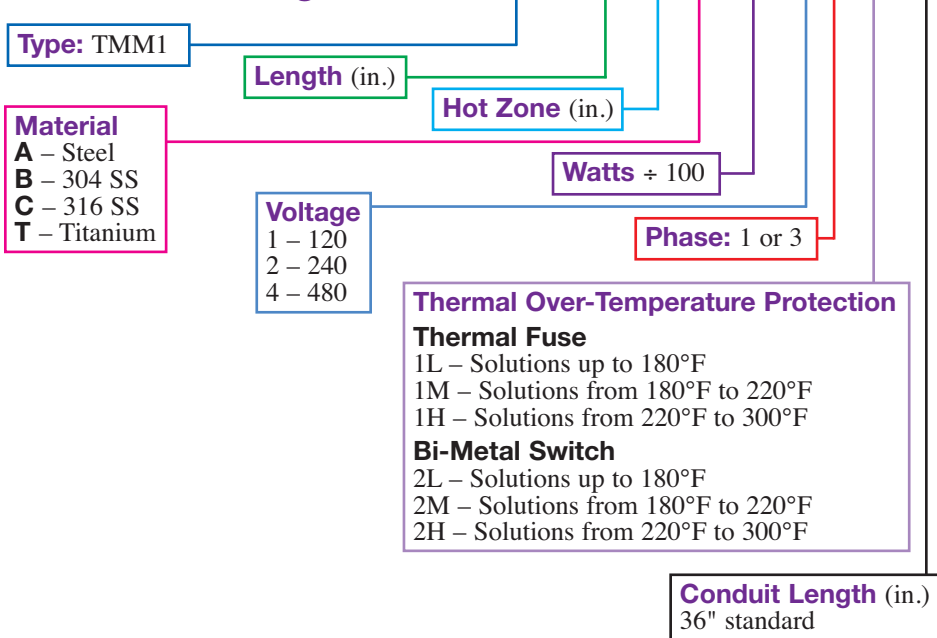 Type: TMM1
Length (in.)
Hot Zone (in.)
Material
A – Steel
B – 304 SS
C – 316 SS
T – Titanium
Watts ÷ 100
Voltage
1 – 120
2 – 240
4 – 480
Phase: 1 or 3
Thermal Over-Temperature Protection
Thermal Fuse
1L – Solutions up to 180°F
1M – Solutions from 180°F to 220°F
1H – Solutions from 220°F to 300°F
Bi-Metal Switch
2L – Solutions up to 180°F
2M – Solutions from 180°F to 220°F
2H – Solutions from 220°F to 300°F
Conduit Length (in.)
36" standard